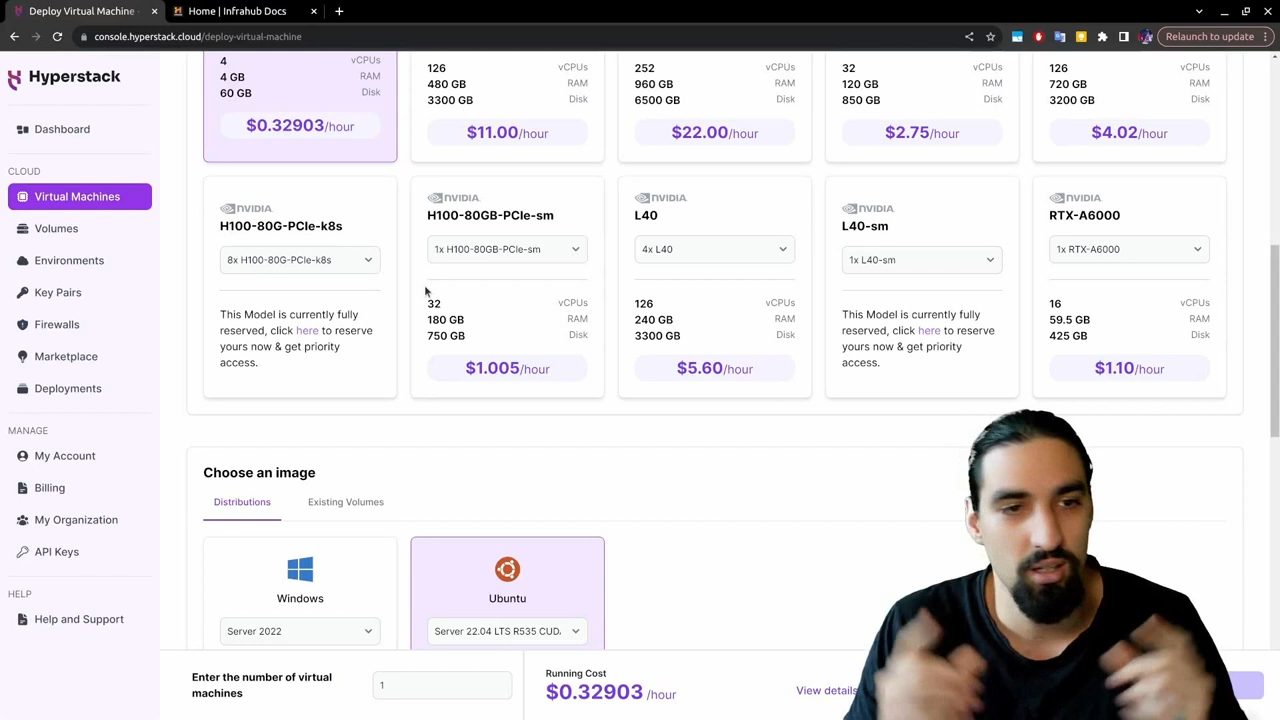 Deploy Virtual Machine -
Home | Infrahub Docs
console.hyperstack.cloud/deploy-virtual-machine
Relaunch to update
Hyperstack
Dashboard
CLOUD
Virtual Machines
Volumes
Environments
Key Pairs
Firewalls
Marketplace
Deployments
MANAGE
My Account
Billing
My Organization
API Keys
HELP
Help and Support
4 vCPUs
4 GB RAM
60 GB Disk
$0.32903/hour
126 vCPUs
480 GB RAM
3300 GB Disk
$11.00/hour
252 vCPUs
960 GB RAM
6500 GB Disk
$22.00/hour
32 vCPUs
120 GB RAM
850 GB Disk
$2.75/hour
126 vCPUs
720 GB RAM
3200 GB Disk
$4.02/hour
NVIDIA
H100-80G-PCIe-k8s
8x H100-80G-PCIe-k8s
This Model is currently fully
reserved, click here to reserve
yours now & get priority
access.
NVIDIA
H100-80GB-PCIe-sm
1x H100-80GB-PCIe-sm
32 vCPUs
180 GB RAM
750 GB Disk
$1.005/hour
NVIDIA
L40
4x L40
126 vCPUs
240 GB RAM
3300 GB Disk
$5.60/hour
NVIDIA
L40-sm
1x L40-sm
This Model is currently fully
reserved, click here to reserve
yours now & get priority
access.
NVIDIA
RTX-A6000
1x RTX-A6000
16 vCPUs
59.5 GB RAM
425 GB Disk
$1.10/hour
Choose an image
Distributions
Existing Volumes
Windows
Server 2022
Ubuntu
Server 22.04 LTS R535 CUD
Enter the number of virtual
machines
1
Running Cost
$0.32903 /hour
View details